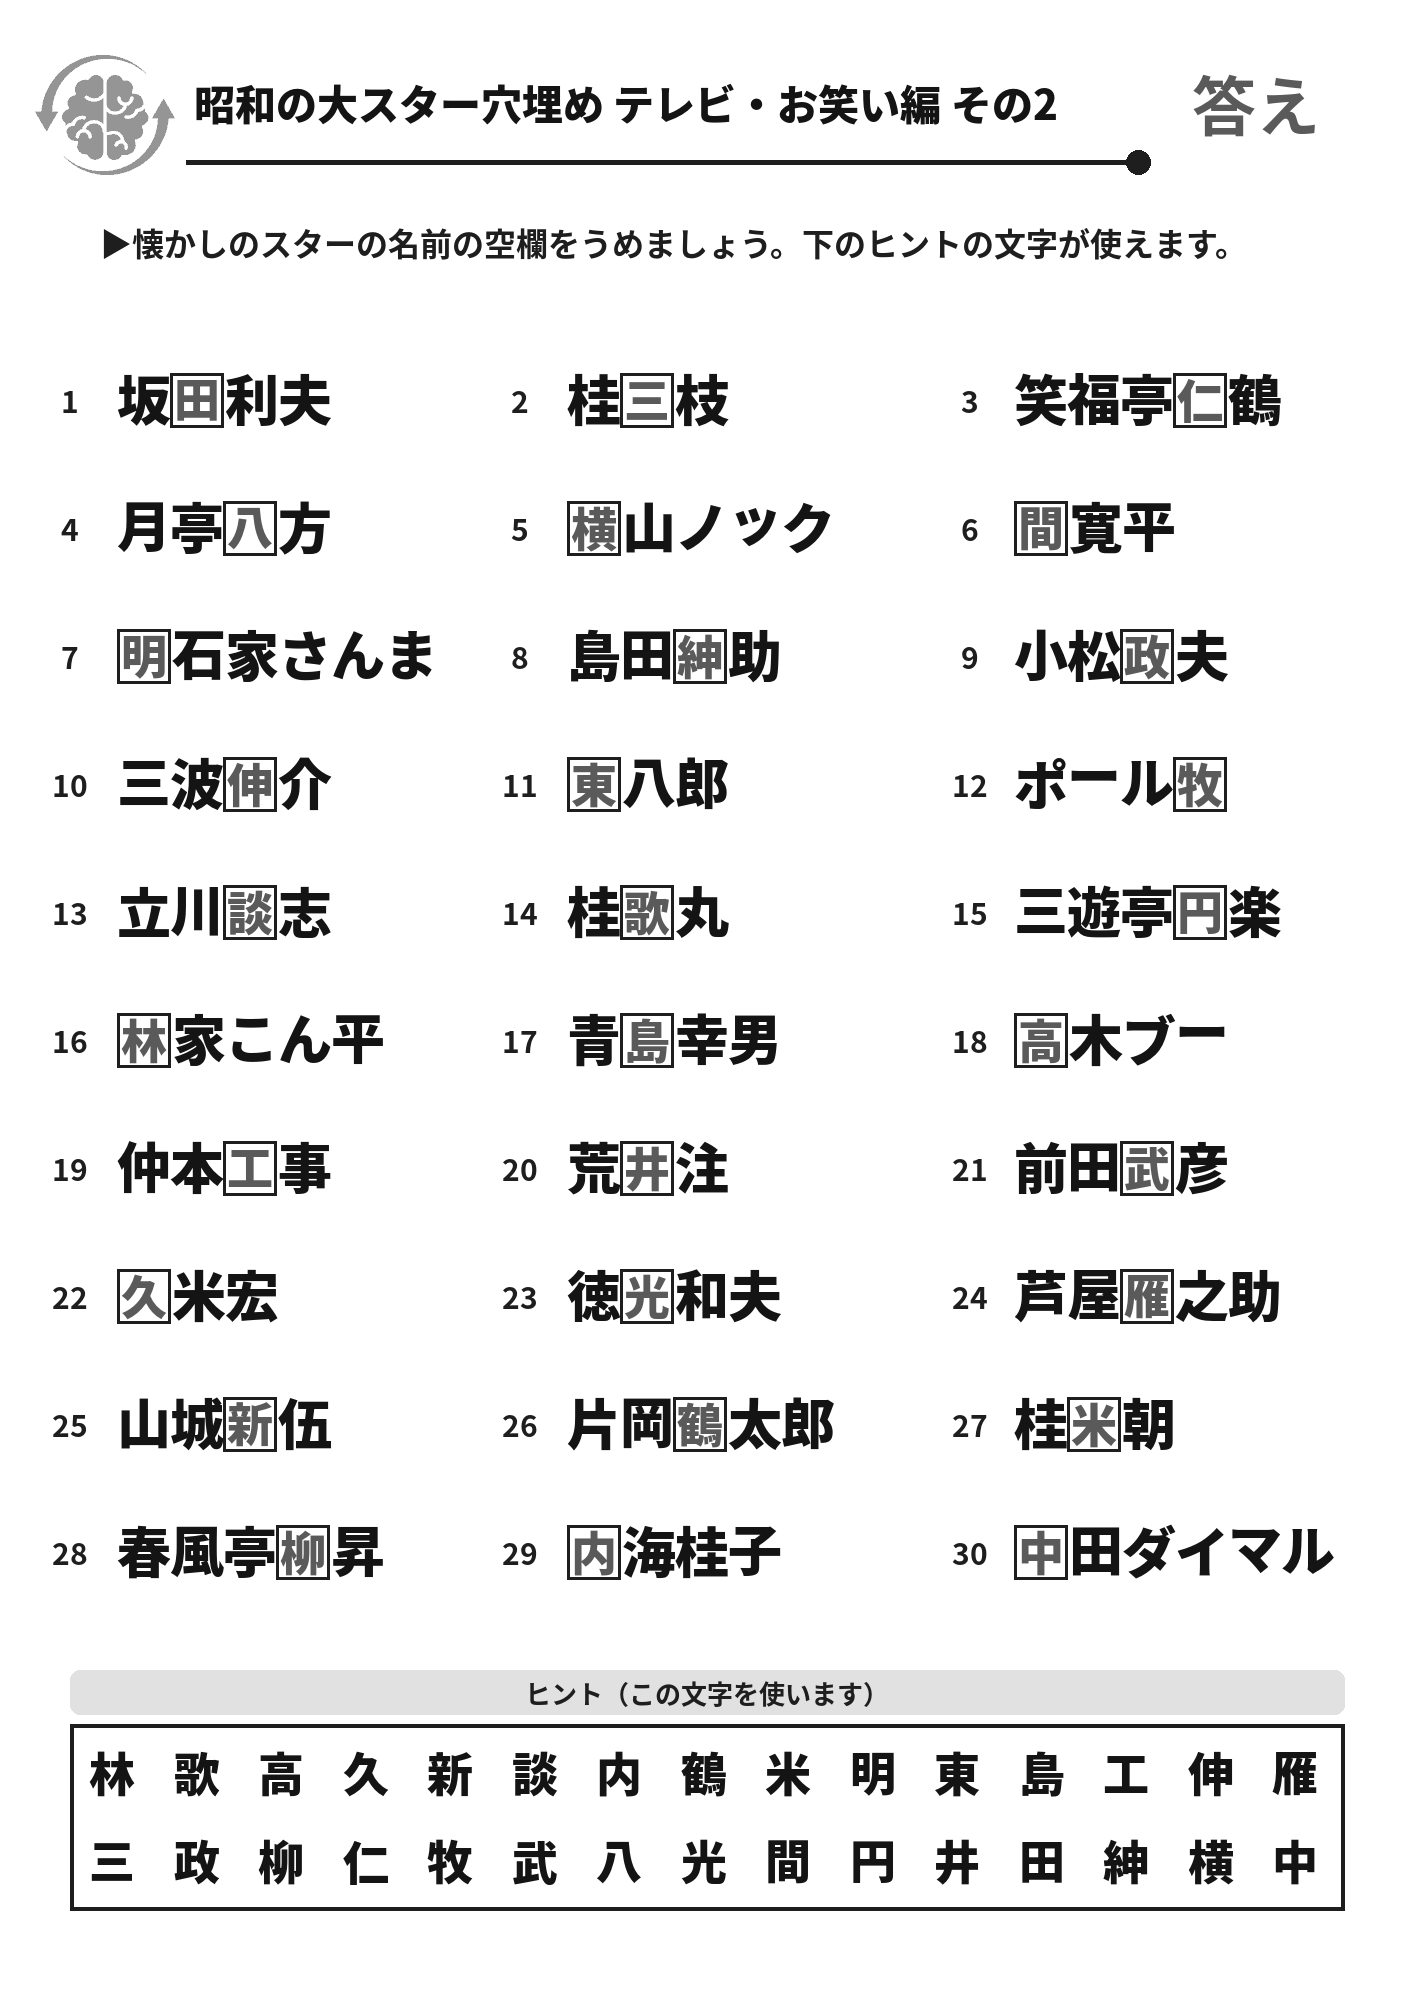 昭和の大スター穴埋め テレビ・お笑い編 その2
答え
▶懐かしのスターの名前の空欄をうめましょう。下のヒントの文字が使えます。
1 坂田利夫 2 桂三枝 3 笑福亭仁鶴
4 月亭八方 5 横山ノック 6 間寛平
7 明石家さんま 8 島田紳助 9 小松政夫
10 三波伸介 11 東八郎 12 ポール牧
13 立川談志 14 桂歌丸 15 三遊亭円楽
16 林家こん平 17 青島幸男 18 高木ブー
19 仲本工事 20 荒井注 21 前田武彦
22 久米宏 23 徳光和夫 24 芦屋雁之助
25 山城新伍 26 片岡鶴太郎 27 桂米朝
28 春風亭柳昇 29 内海桂子 30 中田ダイマル
ヒント（この文字を使います）
林 歌 高 久 新 談 内 鶴 米 明 東 島 工 伸 雁
三 政 柳 仁 牧 武 八 光 間 円 井 田 紳 横 中